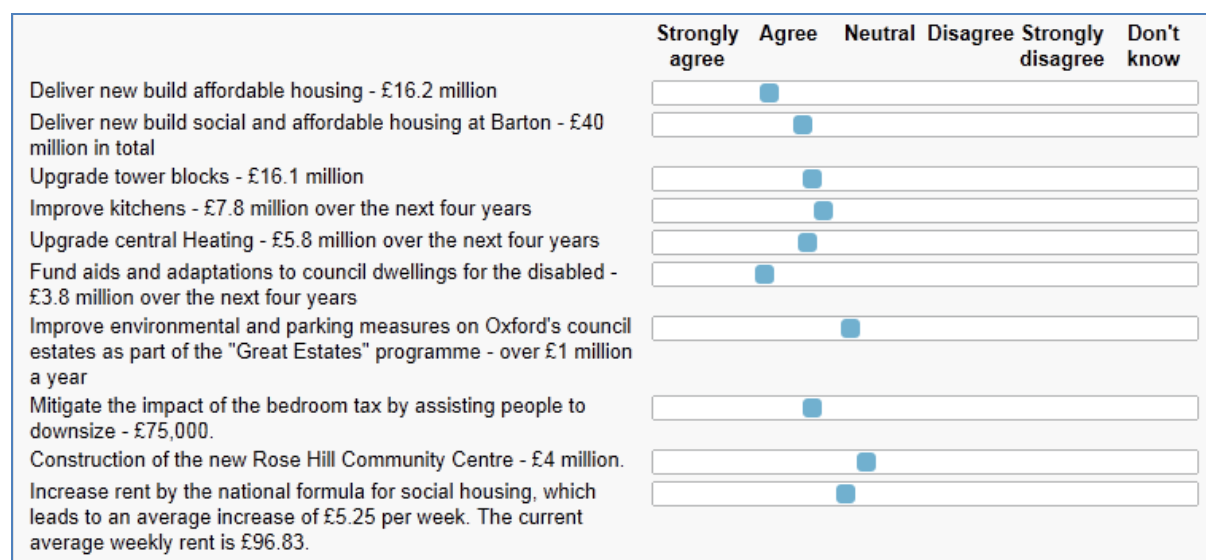 Strongly agree Agree Neutral Disagree Strongly disagree Don't know
Deliver new build affordable housing - £16.2 million
Deliver new build social and affordable housing at Barton - £40
million in total
Upgrade tower blocks - £16.1 million
Improve kitchens - £7.8 million over the next four years
Upgrade central Heating - £5.8 million over the next four years
Fund aids and adaptations to council dwellings for the disabled -
£3.8 million over the next four years
Improve environmental and parking measures on Oxford's council
estates as part of the "Great Estates" programme - over £1 million
a year
Mitigate the impact of the bedroom tax by assisting people to
downsize - £75,000.
Construction of the new Rose Hill Community Centre - £4 million.
Increase rent by the national formula for social housing, which
leads to an average increase of £5.25 per week. The current
average weekly rent is £96.83.